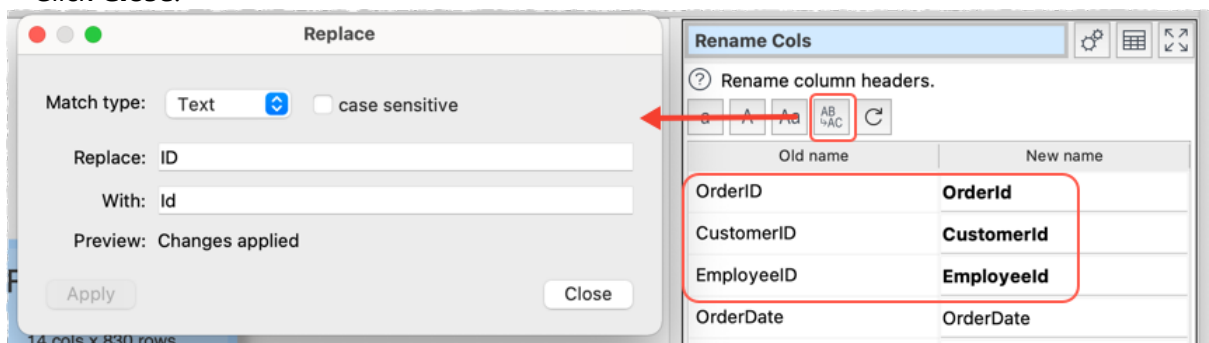 Click Close.
Replace
Match type: Text case sensitive
Replace: ID
With: Id
Preview: Changes applied
Apply Close
14 cols x 830 rows
Rename Cols
? Rename column headers.
a A Aa AB AC
Old name New name
OrderID OrderId
CustomerID CustomerId
EmployeeID EmployeeId
OrderDate OrderDate